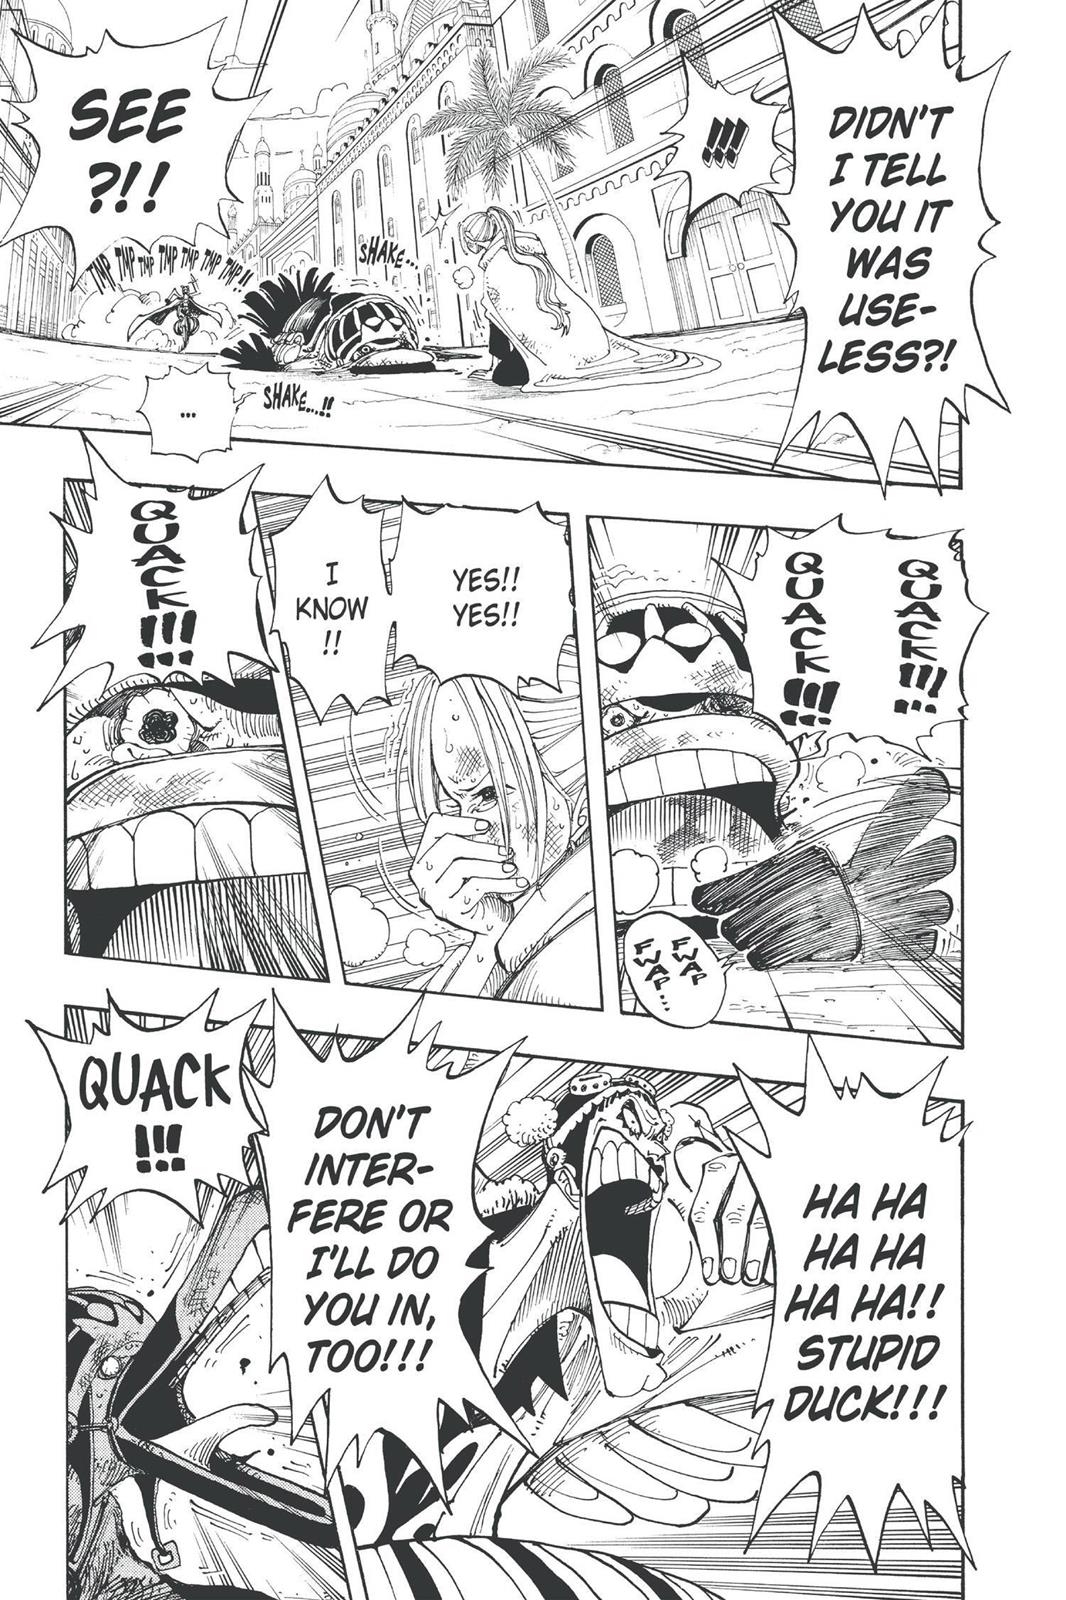 DIDN'T
I TELL
YOU IT
WAS
USE-
LESS?!
!!!
SEE
?!!
TMP TMP TMP TMP TMP TMP TMP!!
SHAKE...
SHAKE...!!
...
QUACK!!!
QUACK!!!
FWAP
FWAP...
YES!!
YES!!
I
KNOW
!!
QUACK!!!
HA HA
HA HA
HA HA!!
STUPID
DUCK!!!
DON'T
INTER-
FERE OR
I'LL DO
YOU IN,
TOO!!!
QUACK
!!!